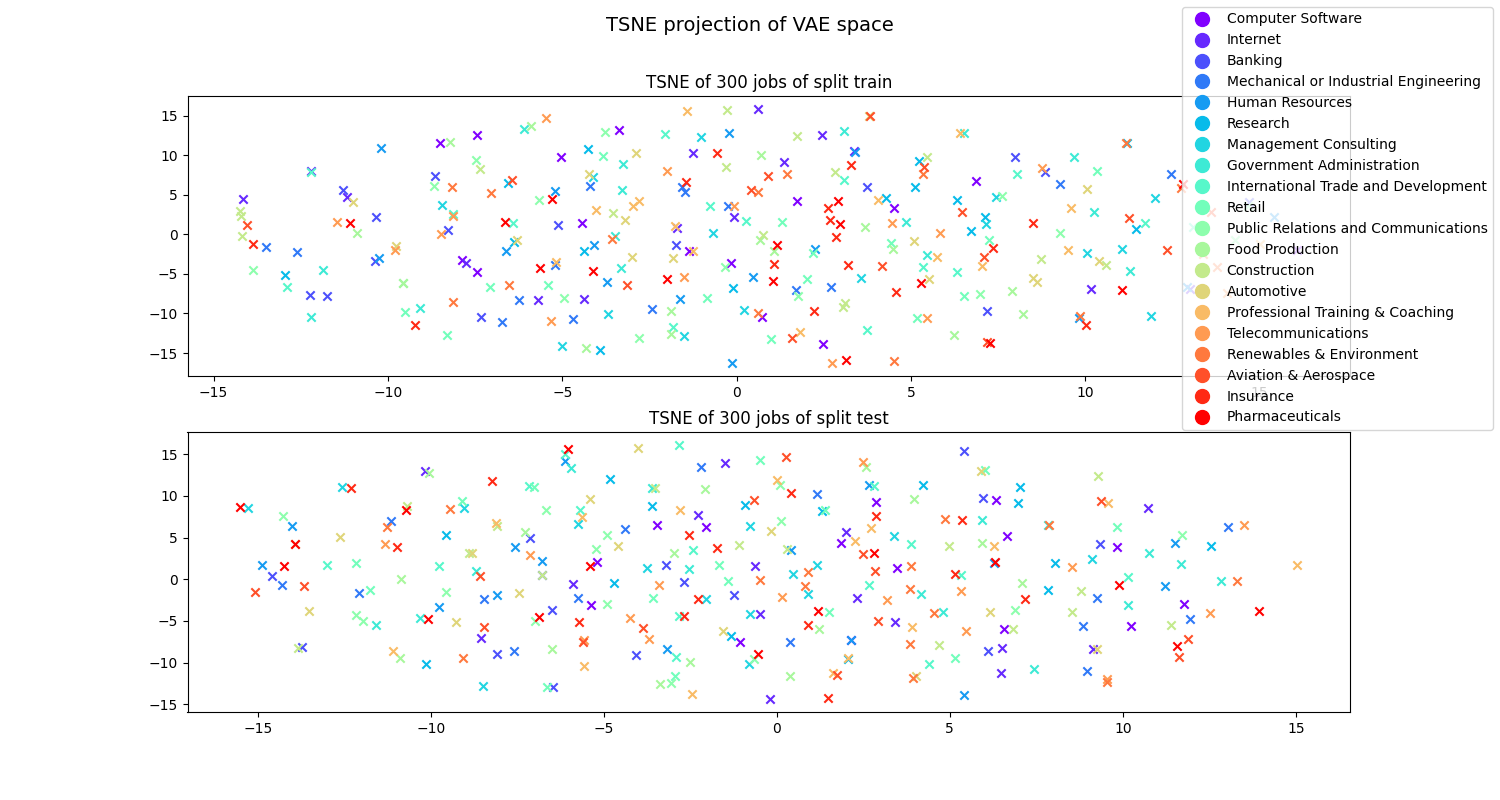 TSNE projection of VAE space
TSNE of 300 jobs of split train
15
10
5
0
−5
−10
−15
−15
−10
−5
0
5
10
15
Computer Software
Internet
Banking
Mechanical or Industrial Engineering
Human Resources
Research
Management Consulting
Government Administration
International Trade and Development
Retail
Public Relations and Communications
Food Production
Construction
Automotive
Professional Training & Coaching
Telecommunications
Renewables & Environment
Aviation & Aerospace
Insurance
Pharmaceuticals
TSNE of 300 jobs of split test
15
10
5
0
−5
−10
−15
−15
−10
−5
0
5
10
15